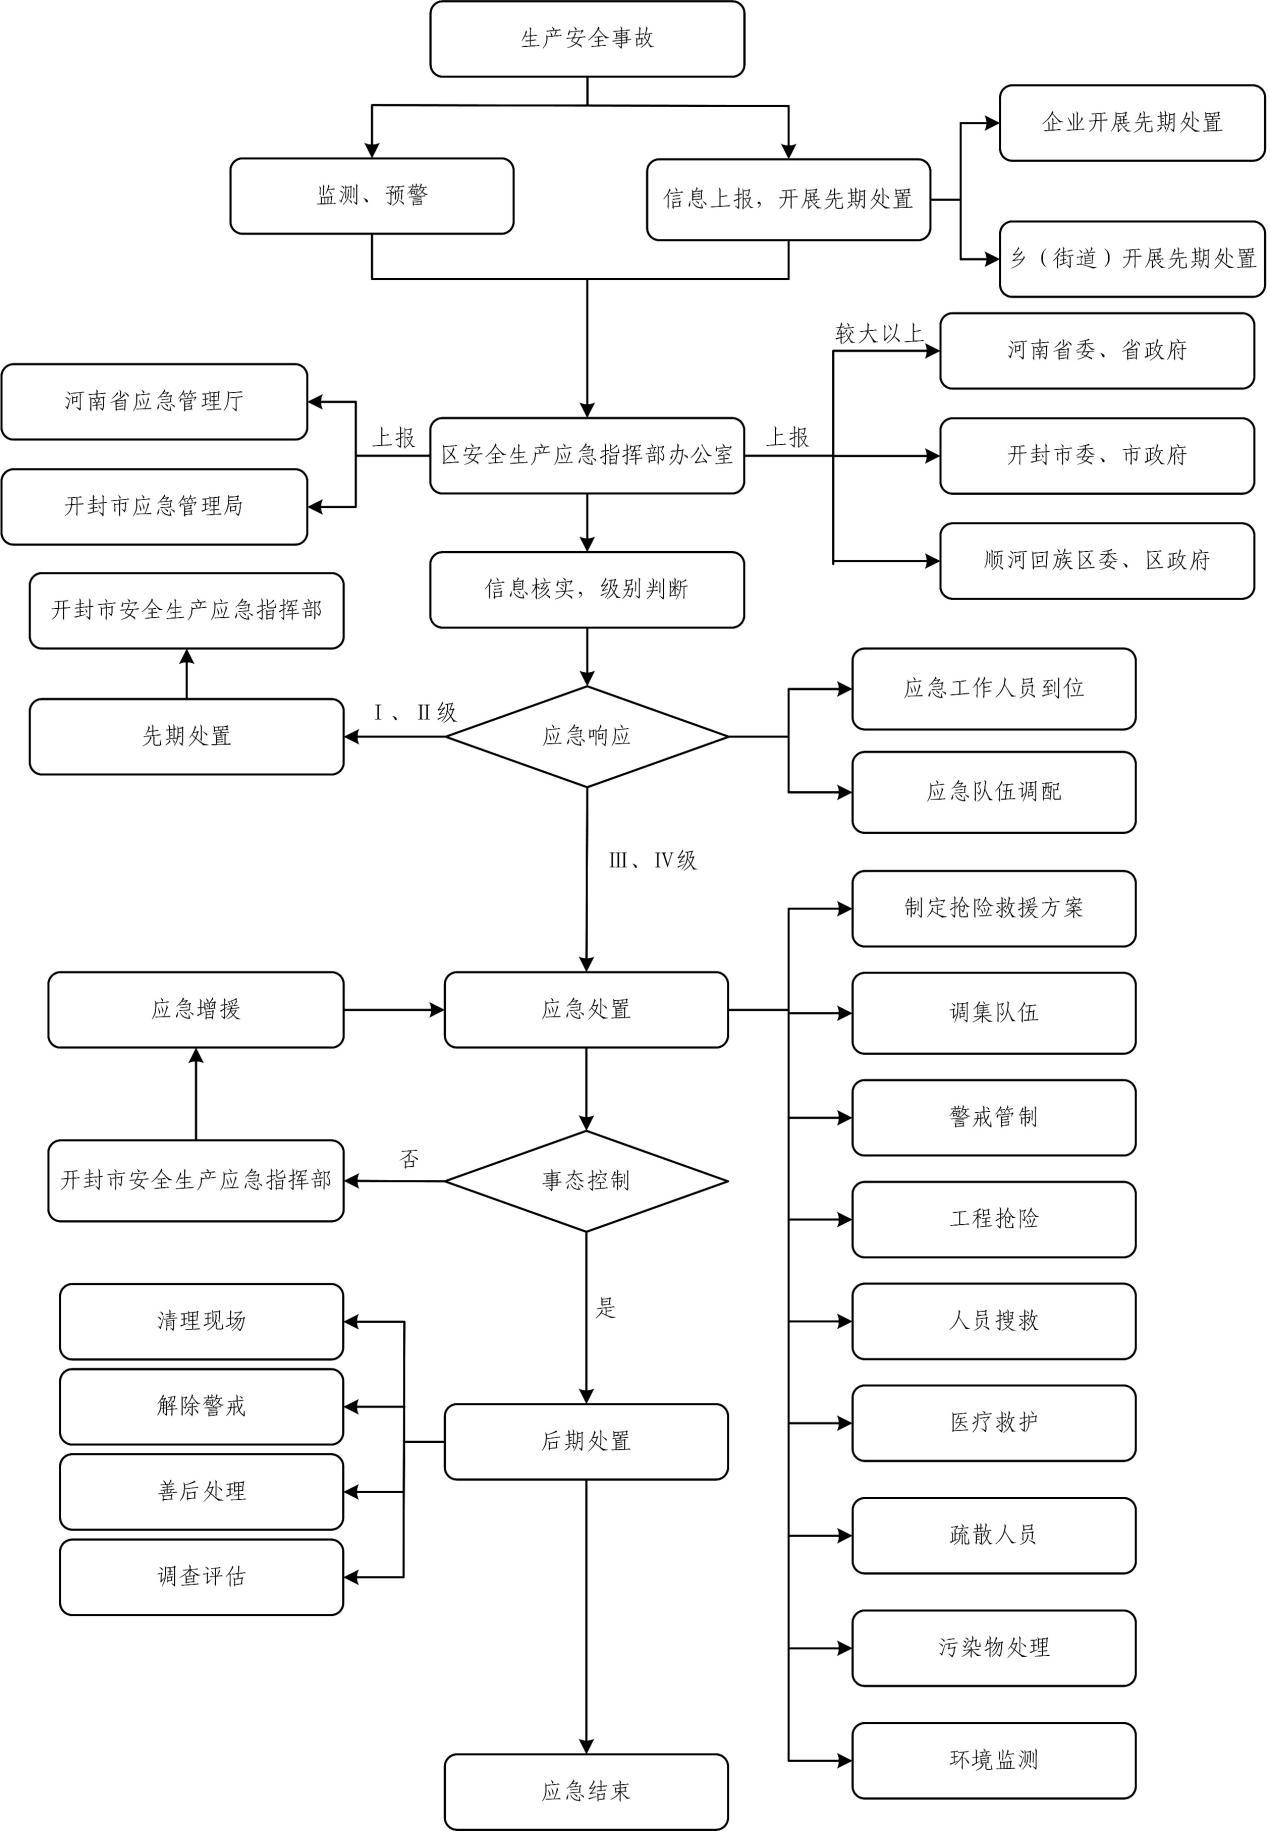 生产安全事故
企业开展先期处置
监测、预警
信息上报，开展先期处置
乡（街道）开展先期处置
较大以上
河南省委、省政府
河南省应急管理厅
上报
区安全生产应急指挥部办公室
上报
开封市委、市政府
开封市应急管理局
顺河回族区委、区政府
信息核实，级别判断
开封市安全生产应急指挥部
应急工作人员到位
Ⅰ、Ⅱ级
先期处置
应急响应
应急队伍调配
Ⅲ、Ⅳ级
制定抢险救援方案
应急增援
应急处置
调集队伍
警戒管制
否
开封市安全生产应急指挥部
事态控制
工程抢险
是
清理现场
人员搜救
解除警戒
医疗救护
后期处置
善后处理
疏散人员
调查评估
污染物处理
环境监测
应急结束